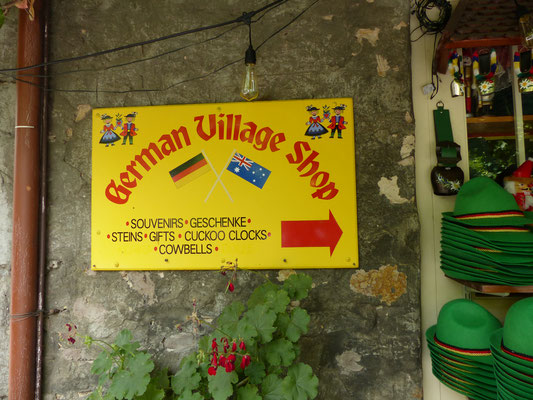 German Village Shop
•SOUVENIRS•GESCHENKE•
•STEINS•GIFTS•CUCKOO CLOCKS•
•COWBELLS•